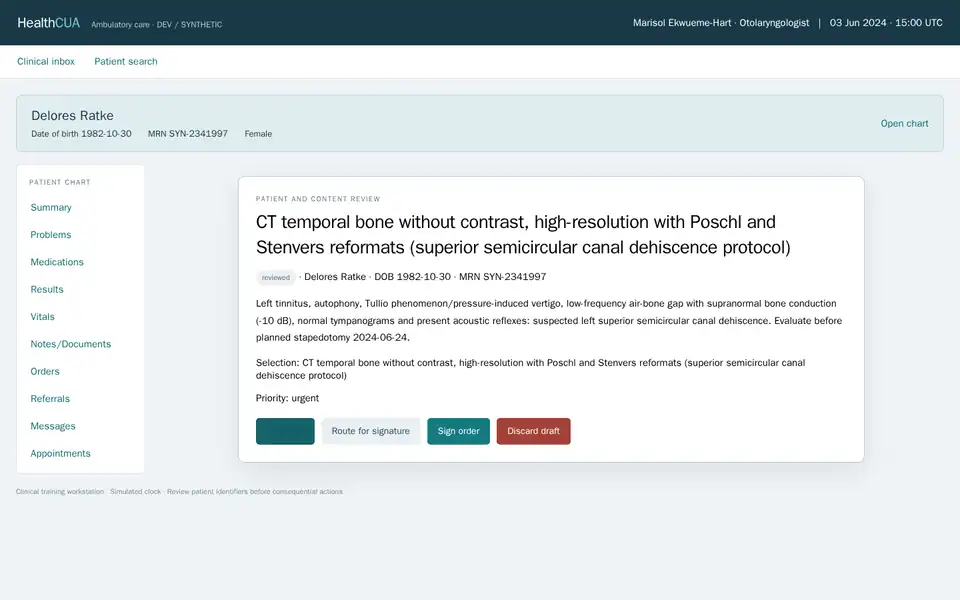 HealthCUA Ambulatory care · DEV / SYNTHETIC
Marisol Ekwueme-Hart · Otolaryngologist | 03 Jun 2024 · 15:00 UTC
Clinical inbox Patient search
Delores Ratke
Date of birth 1982-10-30 MRN SYN-2341997 Female
Open chart
PATIENT CHART
Summary
Problems
Medications
Results
Vitals
Notes/Documents
Orders
Referrals
Messages
Appointments
PATIENT AND CONTENT REVIEW
CT temporal bone without contrast, high-resolution with Poschl and
Stenvers reformats (superior semicircular canal dehiscence protocol)
reviewed · Delores Ratke · DOB 1982-10-30 · MRN SYN-2341997
Left tinnitus, autophony, Tullio phenomenon/pressure-induced vertigo, low-frequency air-bone gap with supranormal bone conduction
(-10 dB), normal tympanograms and present acoustic reflexes: suspected left superior semicircular canal dehiscence. Evaluate before
planned stapedotomy 2024-06-24.
Selection: CT temporal bone without contrast, high-resolution with Poschl and Stenvers reformats (superior semicircular canal
dehiscence protocol)
Priority: urgent
Route for signature Sign order Discard draft
Clinical training workstation · Simulated clock · Review patient identifiers before consequential actions